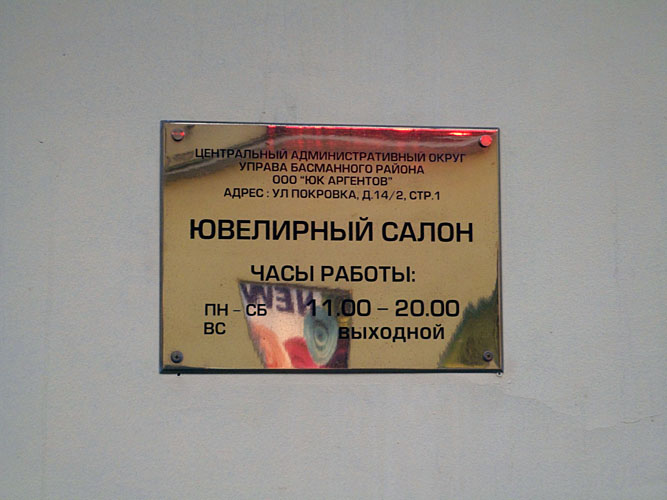 ЦЕНТРАЛЬНЫЙ АДМИНИСТРАТИВНЫЙ ОКРУГ
УПРАВА БАСМАННОГО РАЙОНА
ООО "ЮК АРГЕНТОВ"
АДРЕС : УЛ ПОКРОВКА, Д.14/2, СТР.1
ЮВЕЛИРНЫЙ САЛОН
ЧАСЫ РАБОТЫ:
NEW
ПН – СБ 11.00 – 20.00
ВС ВЫХОДНОЙ